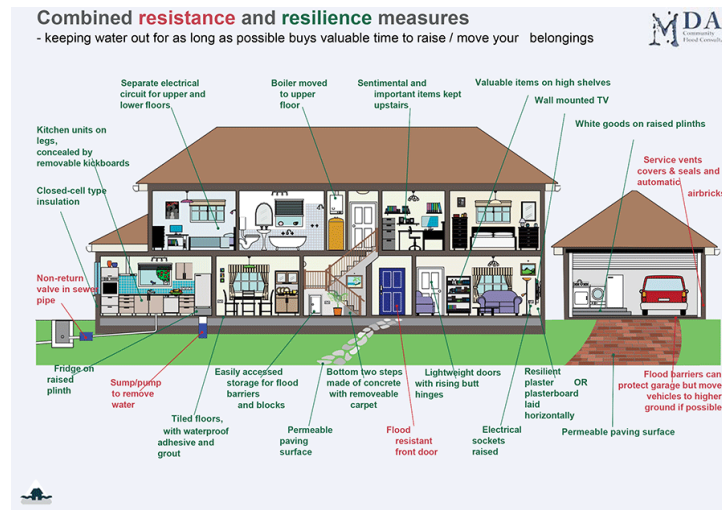 Combined resistance and resilience measures
- keeping water out for as long as possible buys valuable time to raise / move your belongings
MDA
Community
Separate electrical
circuit for upper and
lower floors
Boiler moved
to upper
floor
Sentimental and
important items kept
upstairs
Valuable items on high shelves
Wall mounted TV
White goods on raised plinths
Kitchen units on
legs,
concealed by
removable kickboards
Service vents
covers & seals and
automatic
airbricks
Closed-cell type
insulation
Non-return
valve in sewer
pipe
Fridge on
raised
plinth
Sump/pump
to remove
water
Easily accessed
storage for flood
barriers
and blocks
Bottom two steps
made of concrete
with removeable
carpet
Lightweight doors
with rising butt
hinges
Resilient
plaster OR
plasterboard
laid
horizontally
Flood barriers can
protect garage but move
vehicles to higher
ground if possible
Tiled floors,
with waterproof
adhesive and
grout
Permeable
paving
surface
Flood
resistant
front door
Electrical
sockets
raised
Permeable paving surface